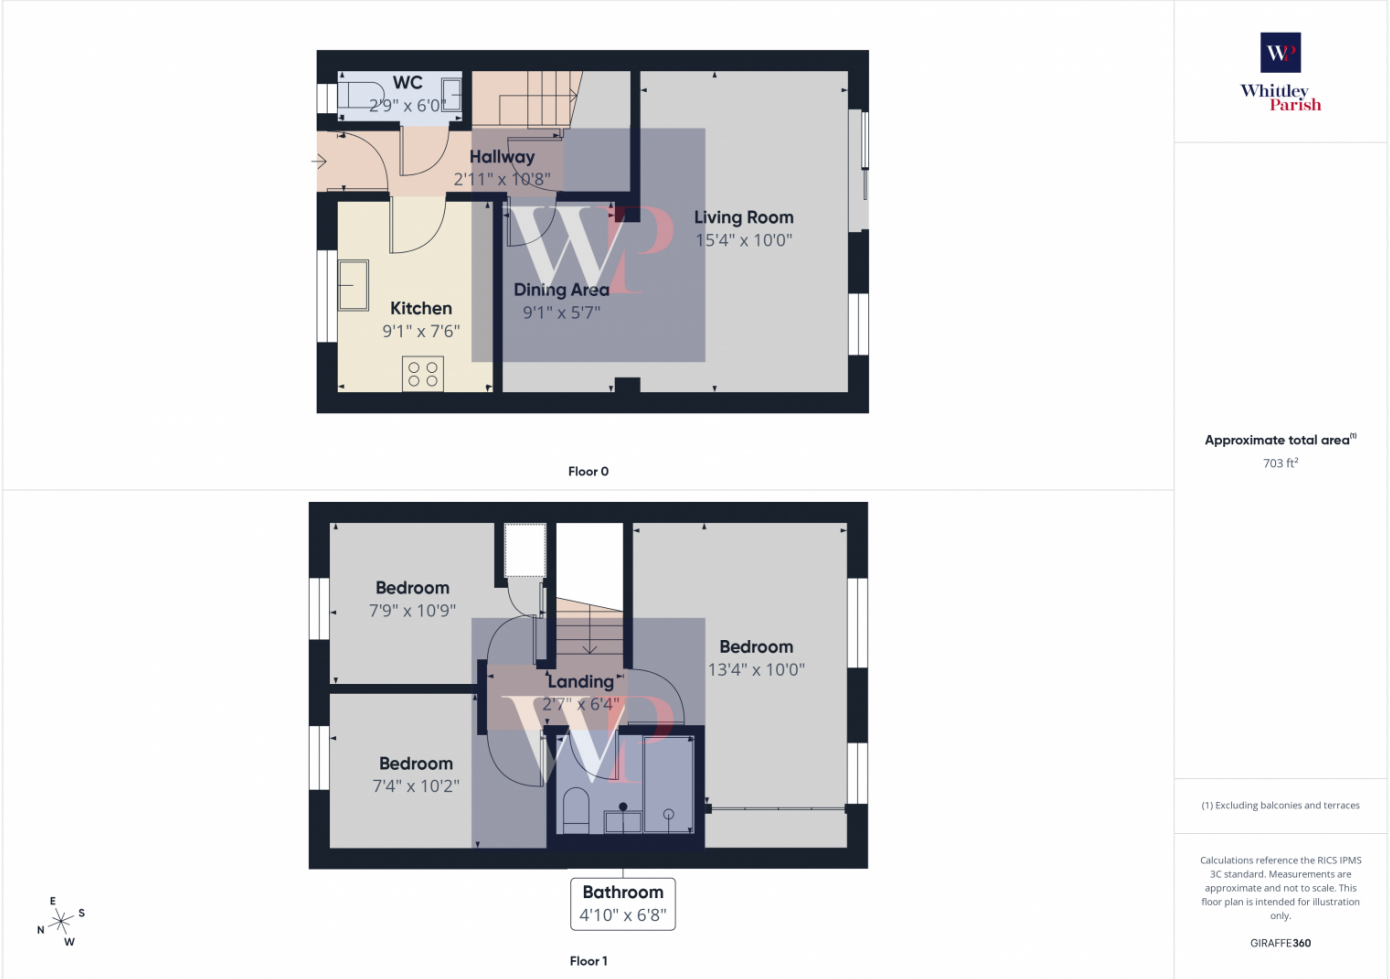 WC
2'9" x 6'0"
Hallway
2'11" x 10'8"
Living Room
15'4" x 10'0"
Dining Area
9'1" x 5'7"
Kitchen
9'1" x 7'6"
WP
Floor 0
Bedroom
7'9" x 10'9"
Bedroom
13'4" x 10'0"
Landing
2'7" x 6'4"
WP
Bedroom
7'4" x 10'2"
Bathroom
4'10" x 6'8"
Floor 1
E
S
N
W
WP
Whittley
Parish
Approximate total area(1)
703 ft²
(1) Excluding balconies and terraces
Calculations reference the RICS IPMS
3C standard. Measurements are
approximate and not to scale. This
floor plan is intended for illustration
only.
GIRAFFE360